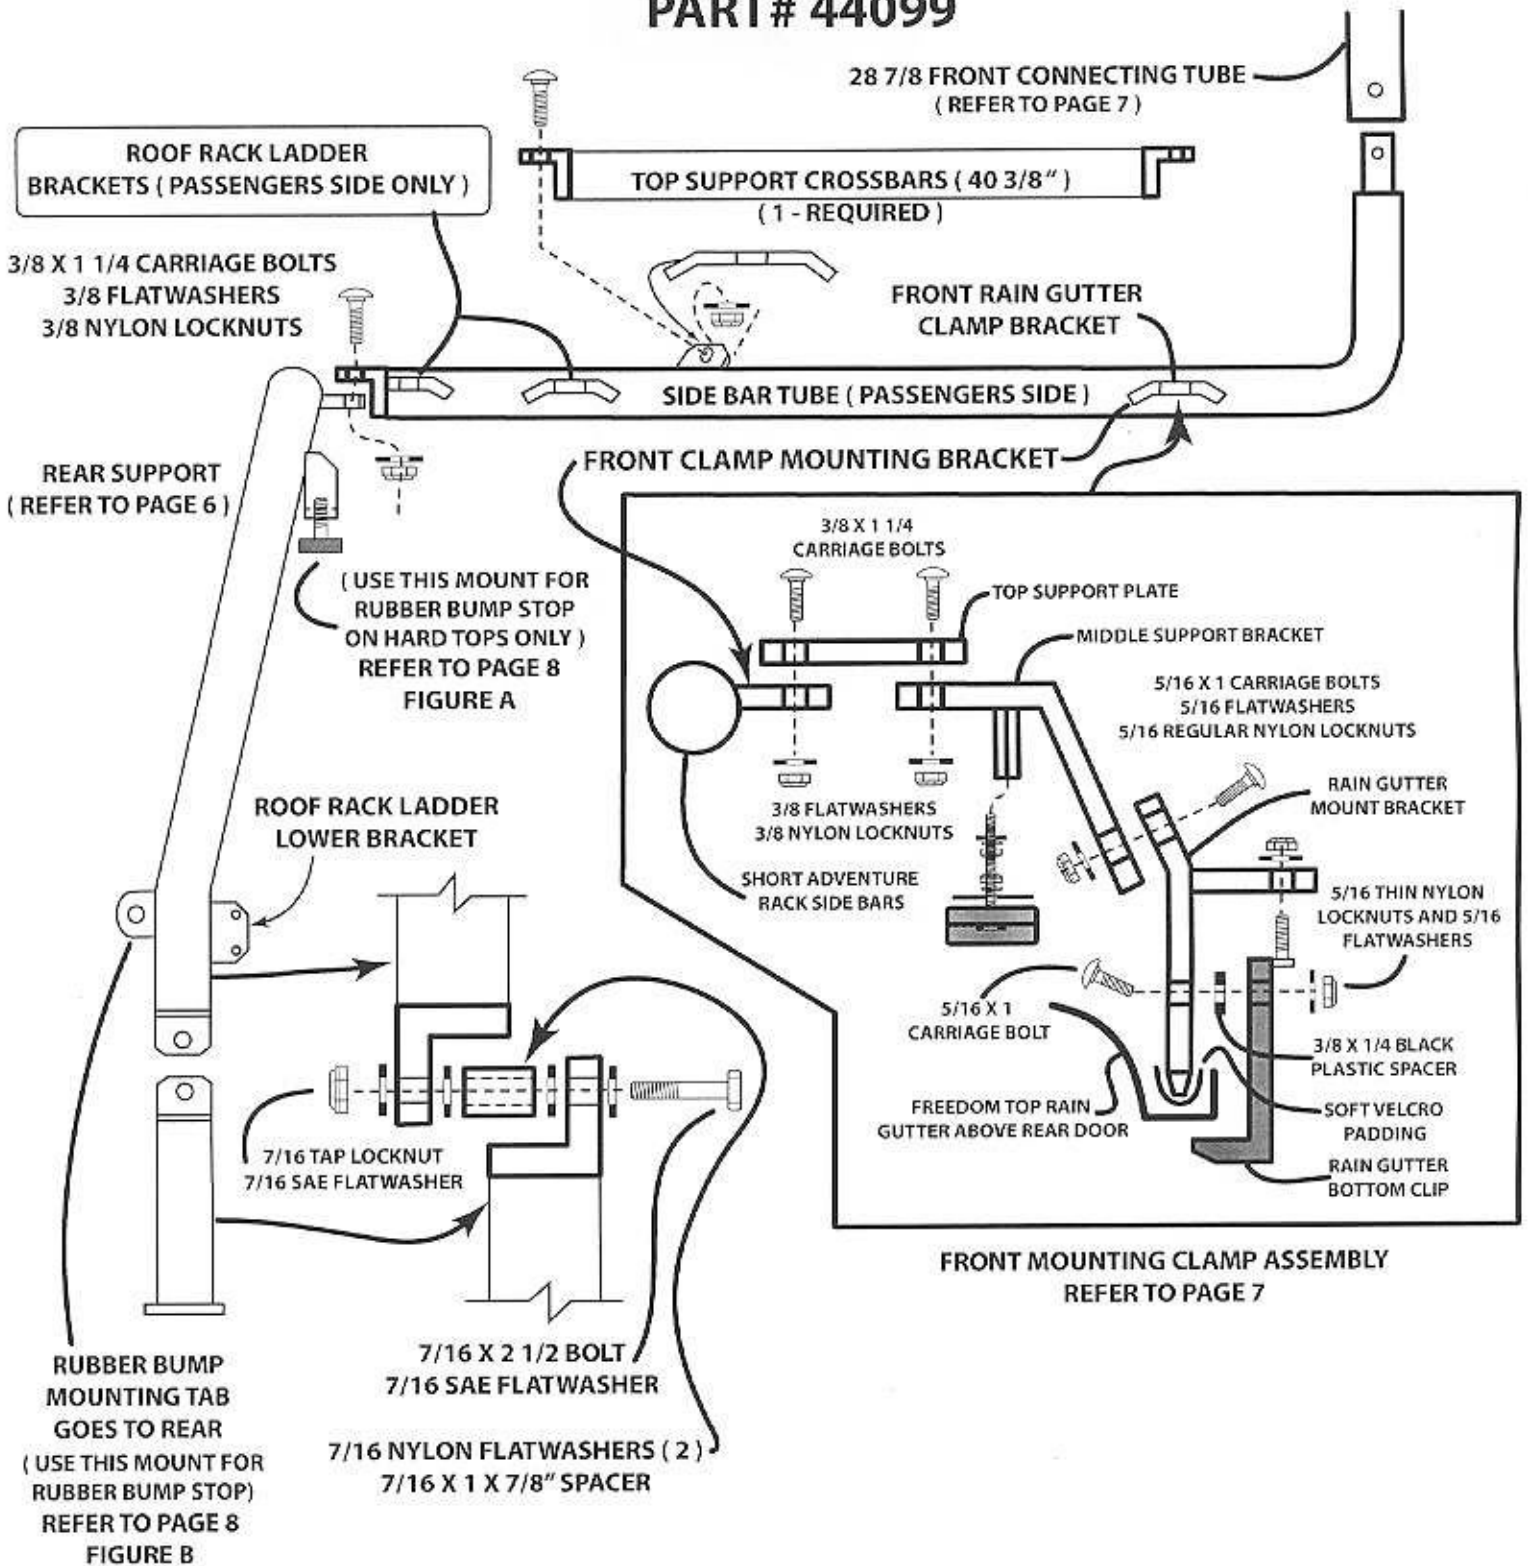 PART# 44099
28 7/8 FRONT CONNECTING TUBE
( REFER TO PAGE 7 )
ROOF RACK LADDER
BRACKETS ( PASSENGERS SIDE ONLY )
TOP SUPPORT CROSSBARS ( 40 3/8" )
( 1 - REQUIRED )
3/8 X 1 1/4 CARRIAGE BOLTS
3/8 FLATWASHERS
3/8 NYLON LOCKNUTS
FRONT RAIN GUTTER
CLAMP BRACKET
SIDE BAR TUBE ( PASSENGERS SIDE )
FRONT CLAMP MOUNTING BRACKET
REAR SUPPORT
( REFER TO PAGE 6 )
( USE THIS MOUNT FOR
RUBBER BUMP STOP
ON HARD TOPS ONLY )
REFER TO PAGE 8
FIGURE A
3/8 X 1 1/4
CARRIAGE BOLTS
TOP SUPPORT PLATE
MIDDLE SUPPORT BRACKET
5/16 X 1 CARRIAGE BOLTS
5/16 FLATWASHERS
5/16 REGULAR NYLON LOCKNUTS
RAIN GUTTER
MOUNT BRACKET
3/8 FLATWASHERS
3/8 NYLON LOCKNUTS
SHORT ADVENTURE
RACK SIDE BARS
5/16 THIN NYLON
LOCKNUTS AND 5/16
FLATWASHERS
5/16 X 1
CARRIAGE BOLT
3/8 X 1/4 BLACK
PLASTIC SPACER
FREEDOM TOP RAIN
GUTTER ABOVE REAR DOOR
SOFT VELCRO
PADDING
RAIN GUTTER
BOTTOM CLIP
FRONT MOUNTING CLAMP ASSEMBLY
REFER TO PAGE 7
ROOF RACK LADDER
LOWER BRACKET
7/16 TAP LOCKNUT
7/16 SAE FLATWASHER
7/16 X 2 1/2 BOLT
7/16 SAE FLATWASHER
7/16 NYLON FLATWASHERS ( 2 )
7/16 X 1 X 7/8" SPACER
RUBBER BUMP
MOUNTING TAB
GOES TO REAR
( USE THIS MOUNT FOR
RUBBER BUMP STOP)
REFER TO PAGE 8
FIGURE B